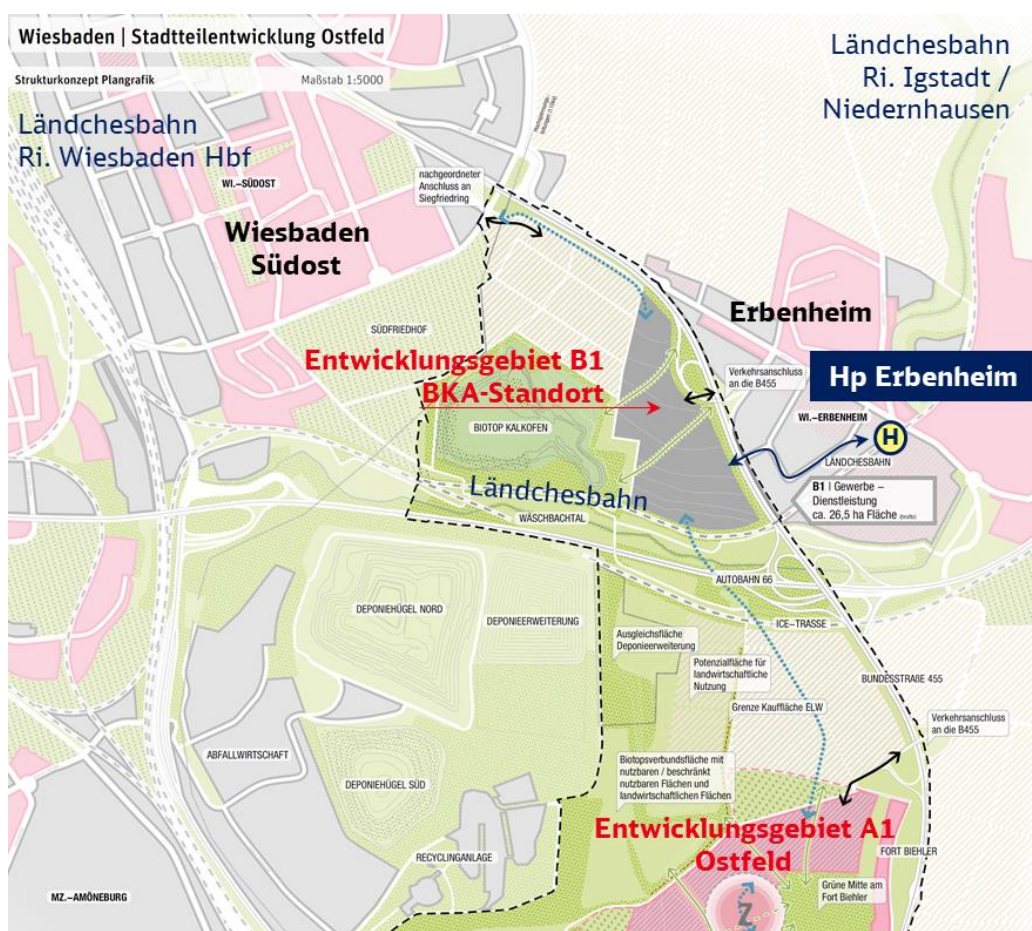 Wiesbaden | Stadtteilentwicklung Ostfeld
Strukturkonzept Plangrafik
Maßstab 1:5000
Ländchesbahn
Ri. Wiesbaden Hbf
Ländchesbahn
Ri. Igstadt /
Niedernhausen
WI.–SÜDOST
nachgeordneter
Anschluss an
Siegfriedring
Wiesbaden
Südost
SÜDFRIEDHOF
Erbenheim
Entwicklungsgebiet B1
BKA-Standort
Verkehrsanschluss
an die B455
Hp Erbenheim
WI.–ERBENHEIM
H
BIOTOP KALKOFEN
LÄNDCHESBAHN
Ländchesbahn
B1 | Gewerbe –
Dienstleistung
ca. 26,5 ha Fläche (brutto)
WÄSCHBACHTAL
AUTOBAHN 66
DEPONIEHÜGEL NORD
DEPONIEERWEITERUNG
ICE–TRASSE
Ausgleichsfläche
Deponieerweiterung
Potenzialfläche für
landwirtschaftliche
Nutzung
BUNDESSTRAßE 455
Grenze Kauffläche ELW
Verkehrsanschluss
an die B455
ABFALLWIRTSCHAFT
Biotopsverbundsfläche mit
nutzbaren / beschränkt
nutzbaren Flächen und
landwirtschaftlichen Flächen
DEPONIEHÜGEL SÜD
Entwicklungsgebiet A1
Ostfeld
RECYCLINGANLAGE
FORT BIEHLER
Grüne Mitte am
Fort Biehler
MZ.–AMÖNEBURG
Z